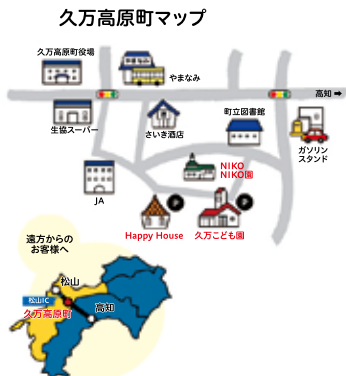 久万高原町マップ
久万高原町役場
やまなみ
高知 ➡
生協スーパー
さいき酒店
町立図書館
ガソリン
スタンド
JA
NIKO
NIKO園
P
P
Happy House
久万こども園
遠方からの
お客様へ
松山
松山IC
久万高原町
高知